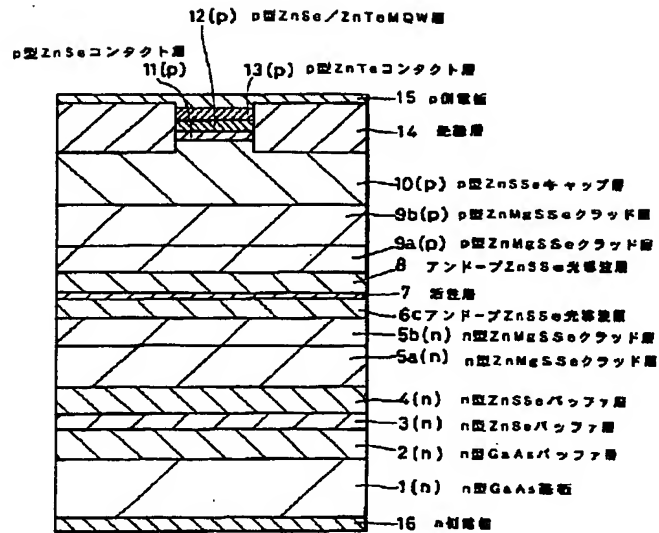 12(p) p型ZnSe/ZnTeMQW層
p型ZnSeコンタクト層
11(p)
13(p) p型ZnTeコンタクト層
15 p側電極
14 絶縁層
10(p) p型ZnSSeキャップ層
9b(p) p型ZnMgSSeクラッド層
9a(p) p型ZnMgSSeクラッド層
8 アンドープZnSSe光導波層
7 活性層
6c アンドープZnSSe光導波層
5b(n) n型ZnMgSSeクラッド層
5a(n) n型ZnMgSSeクラッド層
4(n) n型ZnSSeバッファ層
3(n) n型ZnSeバッファ層
2(n) n型GaAsバッファ層
1(n) n型GaAs基板
16 n側電極